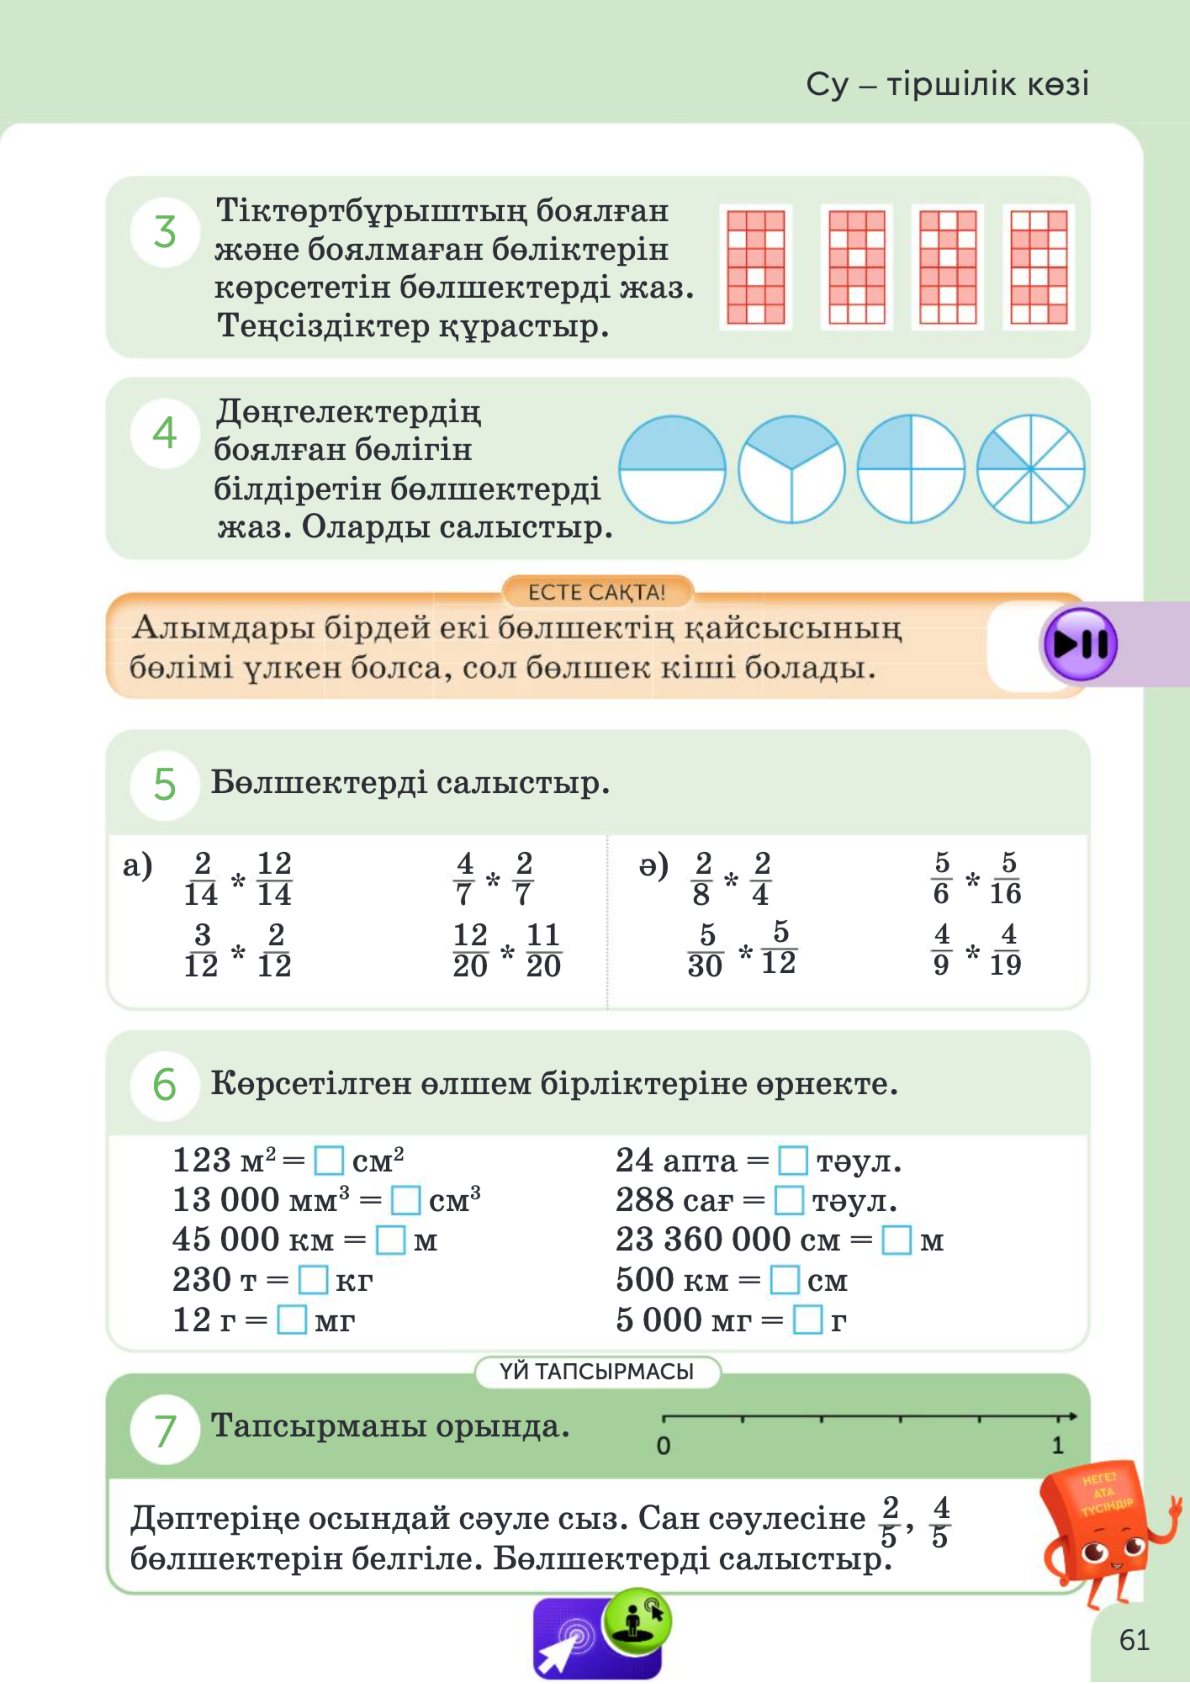 Су – тіршілік көзі
3
Тіктөртбұрыштың боялған
және боялмаған бөліктерін
көрсететін бөлшектерді жаз.
Теңсіздіктер құрастыр.
4
Дөңгелектердің
боялған бөлігін
білдіретін бөлшектерді
жаз. Оларды салыстыр.
ЕСТЕ САҚТА!
Алымдары бірдей екі бөлшектің қайсысының
бөлімі үлкен болса, сол бөлшек кіші болады.
5 Бөлшектерді салыстыр.
а) 2/14 * 12/14 4/7 * 2/7
3/12 * 2/12 12/20 * 11/20
ә) 2/8 * 2/4 5/6 * 5/16
5/30 * 5/12 4/9 * 4/19
6 Көрсетілген өлшем бірліктеріне өрнекте.
123 м² = □ см²
13 000 мм³ = □ см³
45 000 км = □ м
230 т = □ кг
12 г = □ мг
24 апта = □ тәул.
288 сағ = □ тәул.
23 360 000 см = □ м
500 км = □ см
5 000 мг = □ г
ҮЙ ТАПСЫРМАСЫ
7 Тапсырманы орында.
0 1
Дәптеріңе осындай сәуле сыз. Сан сәулесіне 2/5, 4/5
бөлшектерін белгіле. Бөлшектерді салыстыр.
НЕГЕ?
АТА
ТҮСІНДІР
61